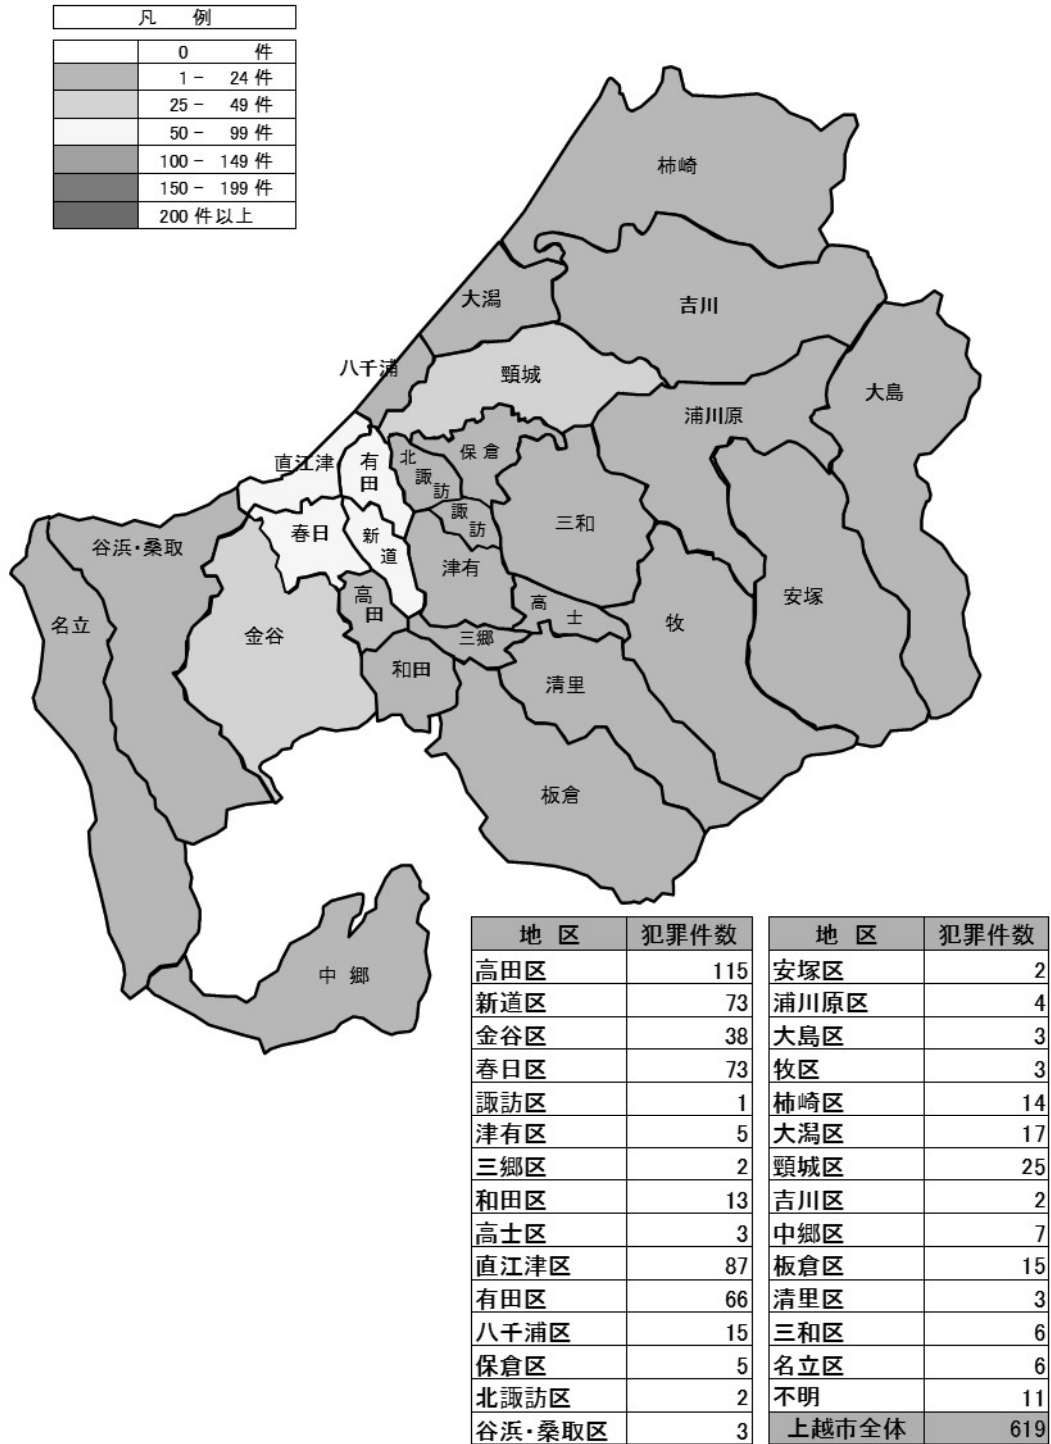 凡 例
0 件
1 － 24 件
25 － 49 件
50 － 99 件
100 － 149 件
150 － 199 件
200 件以上
柿崎
大潟
吉川
八千浦
頸城
大島
浦川原
直江津
有田
北諏訪
保倉
諏訪
三和
春日
新道
谷浜・桑取
津有
高田
高士
安塚
名立
金谷
三郷
牧
和田
清里
板倉
中 郷
地 区 犯罪件数
高田区 115
新道区 73
金谷区 38
春日区 73
諏訪区 1
津有区 5
三郷区 2
和田区 13
高士区 3
直江津区 87
有田区 66
八千浦区 15
保倉区 5
北諏訪区 2
谷浜・桑取区 3
地 区 犯罪件数
安塚区 2
浦川原区 4
大島区 3
牧区 3
柿崎区 14
大潟区 17
頸城区 25
吉川区 2
中郷区 7
板倉区 15
清里区 3
三和区 6
名立区 6
不明 11
上越市全体 619